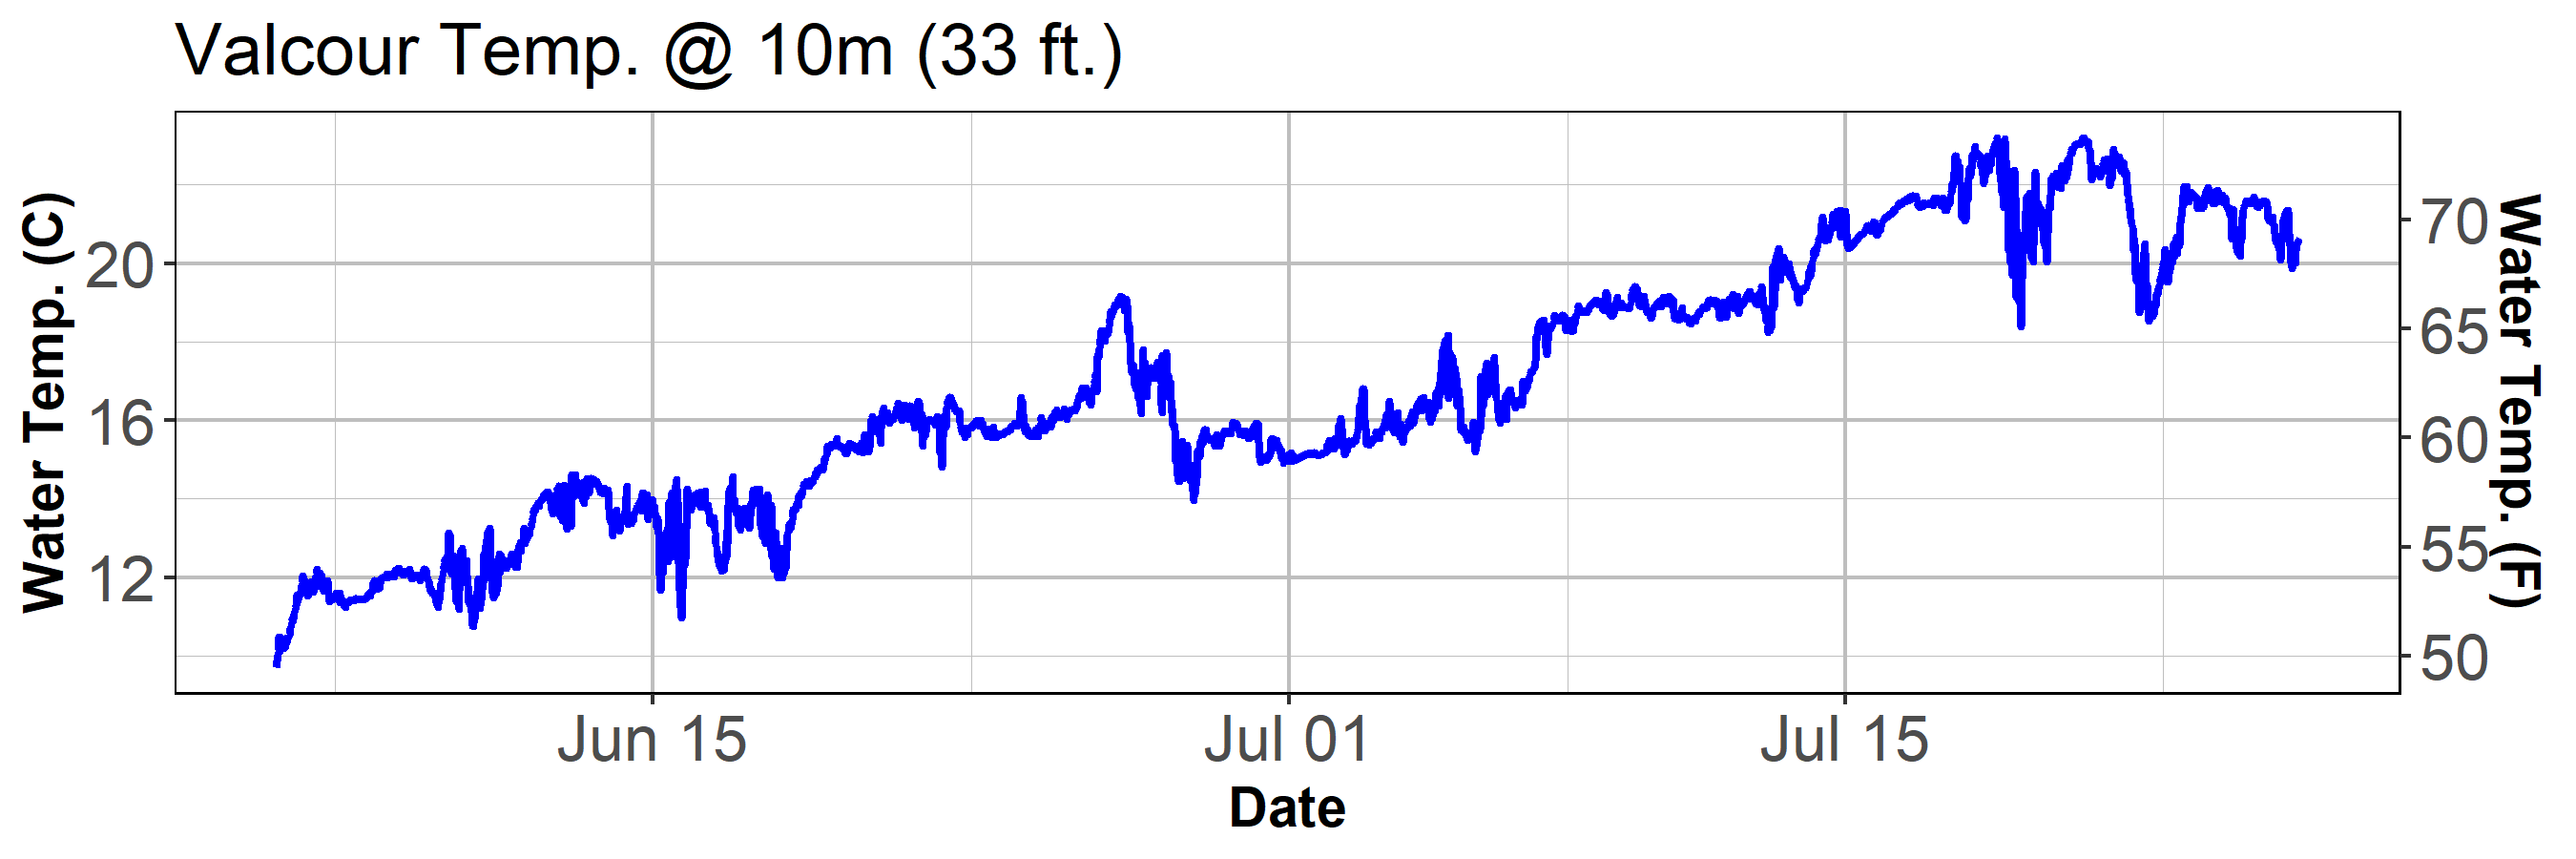 Valcour Temp. @ 10m (33 ft.)
Water Temp. (C)
20
16
12
70
65
60
55
50
Water Temp. (F)
Jun 15
Jul 01
Jul 15
Date